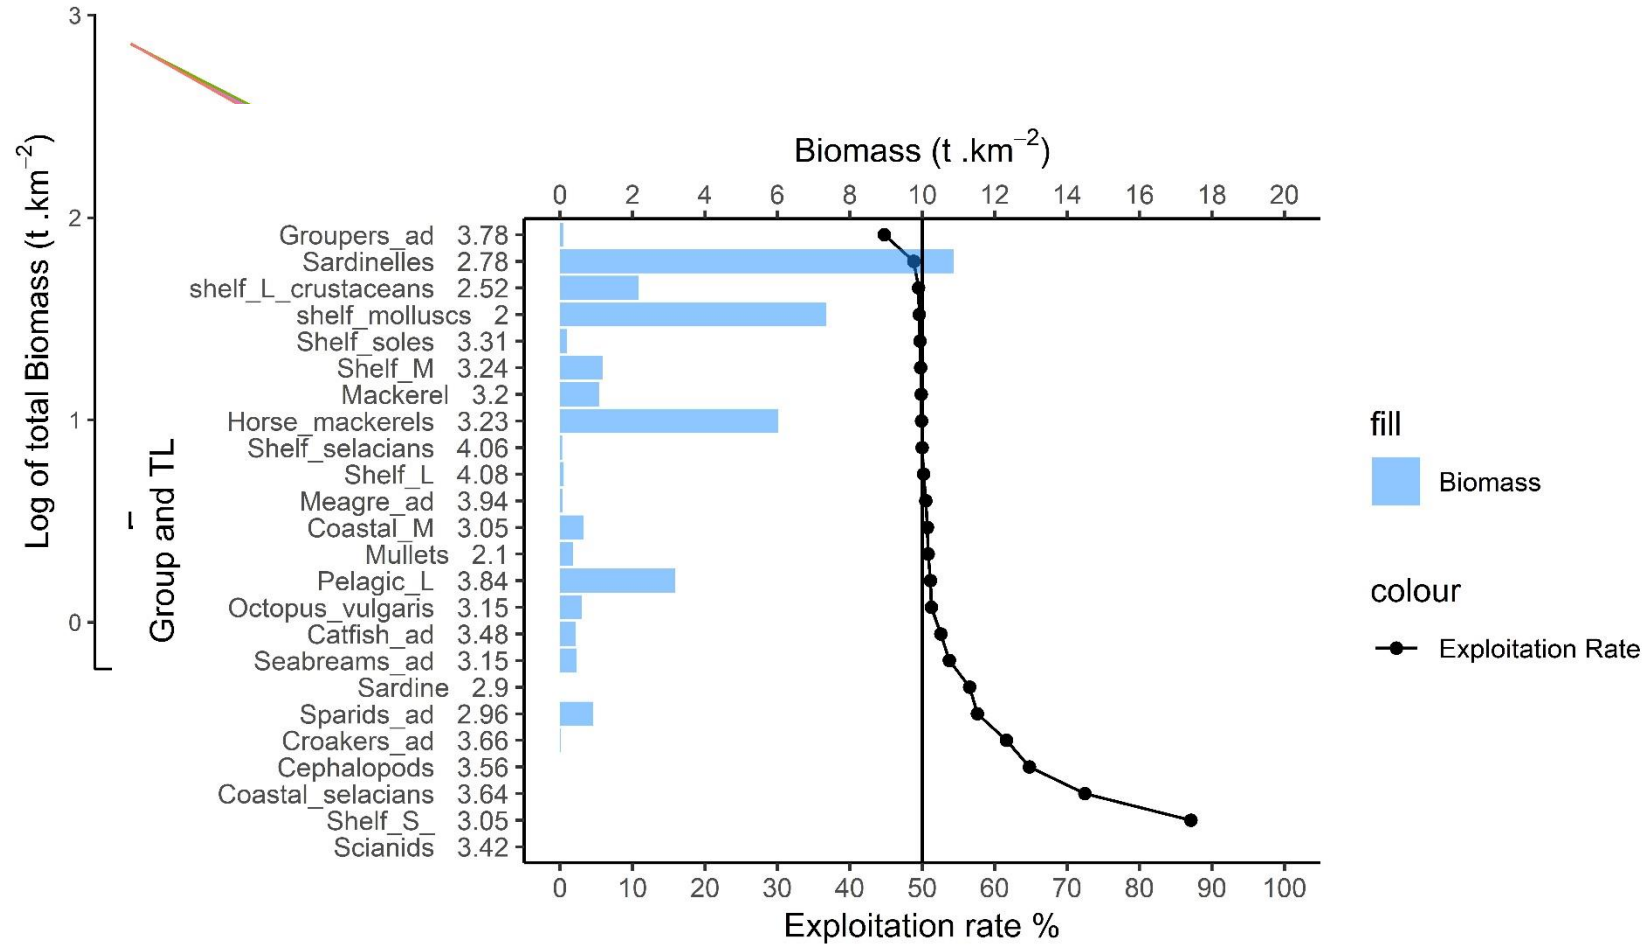 3
2
1
0
Log of total Biomass (t .km⁻²)
Group and TL
Biomass (t .km⁻²)
0 2 4 6 8 10 12 14 16 18 20
Groupers_ad 3.78
Sardinelles 2.78
shelf_L_crustaceans 2.52
shelf_molluscs 2
Shelf_soles 3.31
Shelf_M 3.24
Mackerel 3.2
Horse_mackerels 3.23
Shelf_selacians 4.06
Shelf_L 4.08
Meagre_ad 3.94
Coastal_M 3.05
Mullets 2.1
Pelagic_L 3.84
Octopus_vulgaris 3.15
Catfish_ad 3.48
Seabreams_ad 3.15
Sardine 2.9
Sparids_ad 2.96
Croakers_ad 3.66
Cephalopods 3.56
Coastal_selacians 3.64
Shelf_S_ 3.05
Scianids 3.42
0 10 20 30 40 50 60 70 80 90 100
Exploitation rate %
fill
Biomass
colour
Exploitation Rate